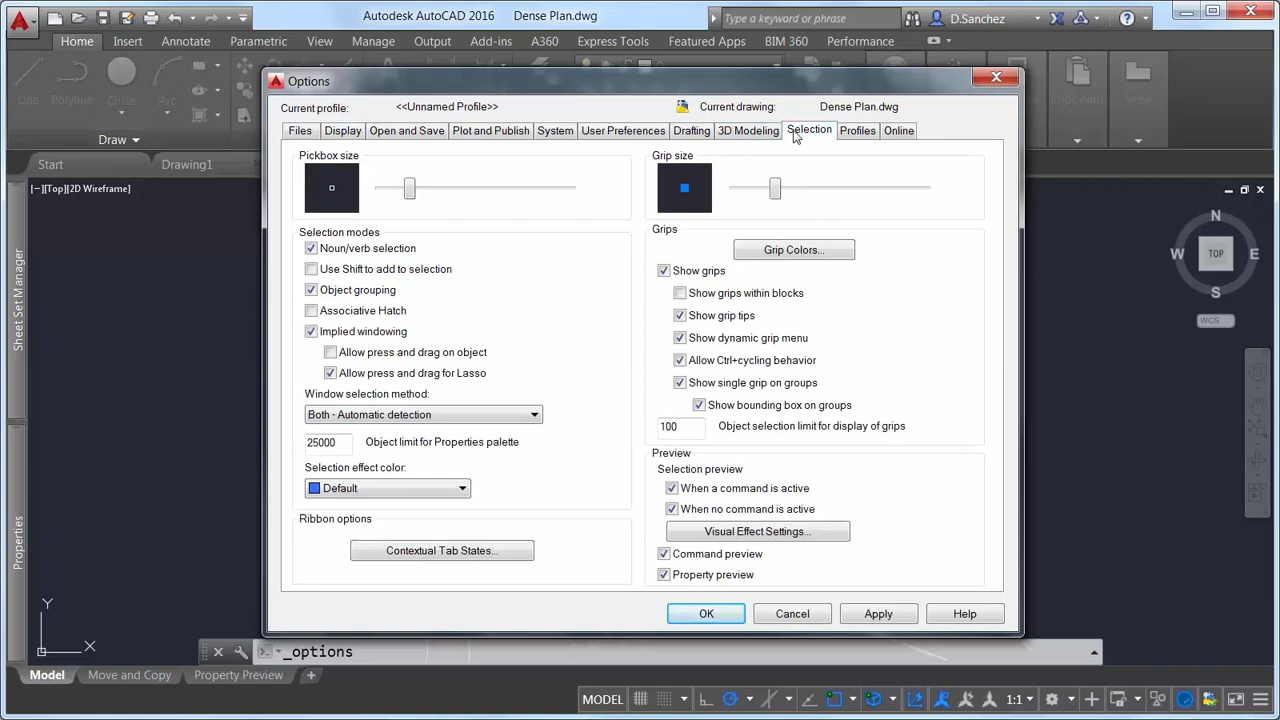 Autodesk AutoCAD 2016 Dense Plan.dwg
Type a keyword or phrase
D.Sanchez
Home Insert Annotate Parametric View Manage Output Add-ins A360 Express Tools Featured Apps BIM 360 Performance
Line Polyline Circle Arc
Clipboard View
Draw
Start Drawing1
[−][Top][2D Wireframe]
Sheet Set Manager
Properties
Options
Current profile: <<Unnamed Profile>> Current drawing: Dense Plan.dwg
Files Display Open and Save Plot and Publish System User Preferences Drafting 3D Modeling Selection Profiles Online
Pickbox size
Selection modes
Noun/verb selection
Use Shift to add to selection
Object grouping
Associative Hatch
Implied windowing
Allow press and drag on object
Allow press and drag for Lasso
Window selection method:
Both - Automatic detection
25000 Object limit for Properties palette
Selection effect color:
Default
Ribbon options
Contextual Tab States...
Grip size
Grips
Grip Colors...
Show grips
Show grips within blocks
Show grip tips
Show dynamic grip menu
Allow Ctrl+cycling behavior
Show single grip on groups
Show bounding box on groups
100 Object selection limit for display of grips
Preview
Selection preview
When a command is active
When no command is active
Visual Effect Settings...
Command preview
Property preview
OK Cancel Apply Help
N
W TOP E
S
WCS
Y
X
_options
Model Move and Copy Property Preview
MODEL 1:1